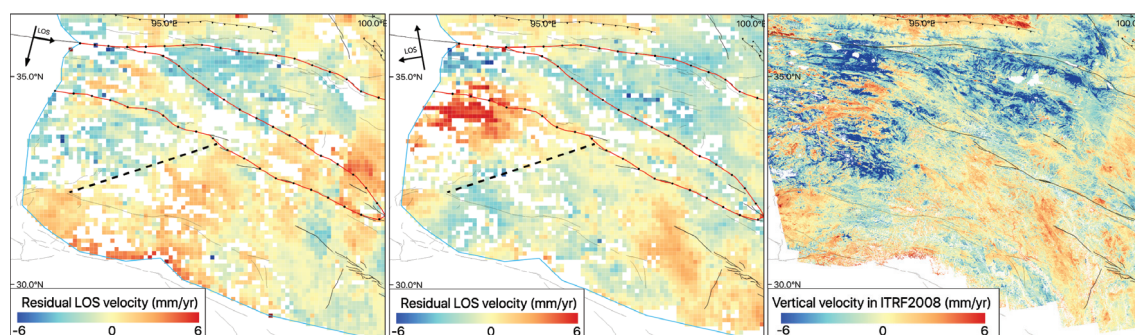 95.0°E
100.0°E
LOS
35.0°N
30.0°N
Residual LOS velocity (mm/yr)
-6
0
6
95.0°E
100.0°E
LOS
35.0°N
30.0°N
Residual LOS velocity (mm/yr)
-6
0
6
95.0°E
100.0°E
35.0°N
30.0°N
Vertical velocity in ITRF2008 (mm/yr)
-6
0
6